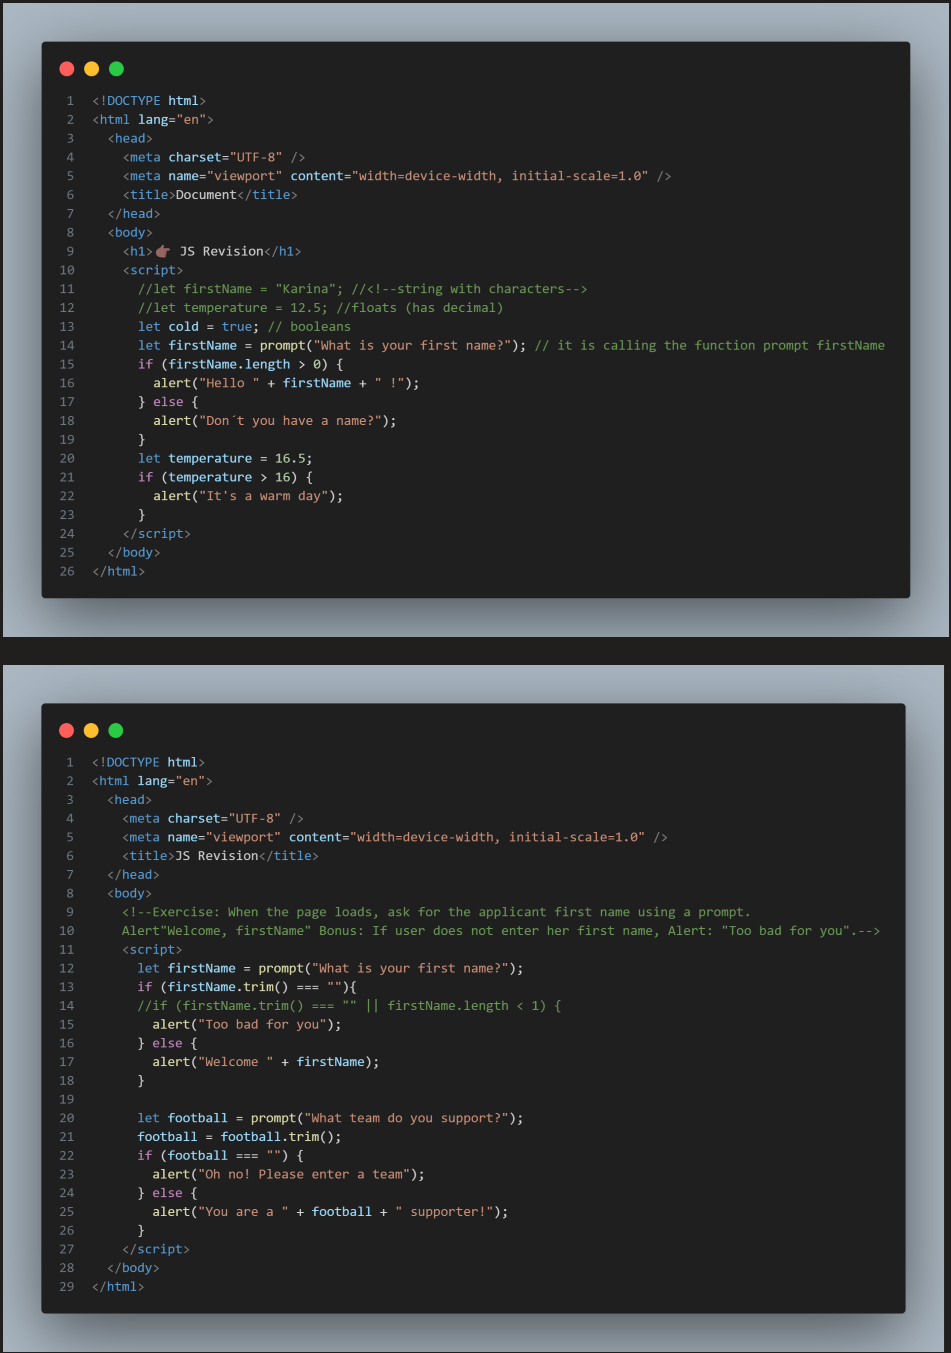 1 <!DOCTYPE html>
2 <html lang="en">
3   <head>
4     <meta charset="UTF-8" />
5     <meta name="viewport" content="width=device-width, initial-scale=1.0" />
6     <title>Document</title>
7   </head>
8   <body>
9     <h1>👉🏿 JS Revision</h1>
10     <script>
11       //let firstName = "Karina"; //<!--string with characters-->
12       //let temperature = 12.5; //floats (has decimal)
13       let cold = true; // booleans
14       let firstName = prompt("What is your first name?"); // it is calling the function prompt firstName
15       if (firstName.length > 0) {
16         alert("Hello " + firstName + " !");
17       } else {
18         alert("Don´t you have a name?");
19       }
20       let temperature = 16.5;
21       if (temperature > 16) {
22         alert("It's a warm day");
23       }
24     </script>
25   </body>
26 </html>
1 <!DOCTYPE html>
2 <html lang="en">
3   <head>
4     <meta charset="UTF-8" />
5     <meta name="viewport" content="width=device-width, initial-scale=1.0" />
6     <title>JS Revision</title>
7   </head>
8   <body>
9     <!--Exercise: When the page loads, ask for the applicant first name using a prompt.
10     Alert"Welcome, firstName" Bonus: If user does not enter her first name, Alert: "Too bad for you".-->
11     <script>
12       let firstName = prompt("What is your first name?");
13       if (firstName.trim() === ""){
14       //if (firstName.trim() === "" || firstName.length < 1) {
15         alert("Too bad for you");
16       } else {
17         alert("Welcome " + firstName);
18       }
19
20       let football = prompt("What team do you support?");
21       football = football.trim();
22       if (football === "") {
23         alert("Oh no! Please enter a team");
24       } else {
25         alert("You are a " + football + " supporter!");
26       }
27     </script>
28   </body>
29 </html>